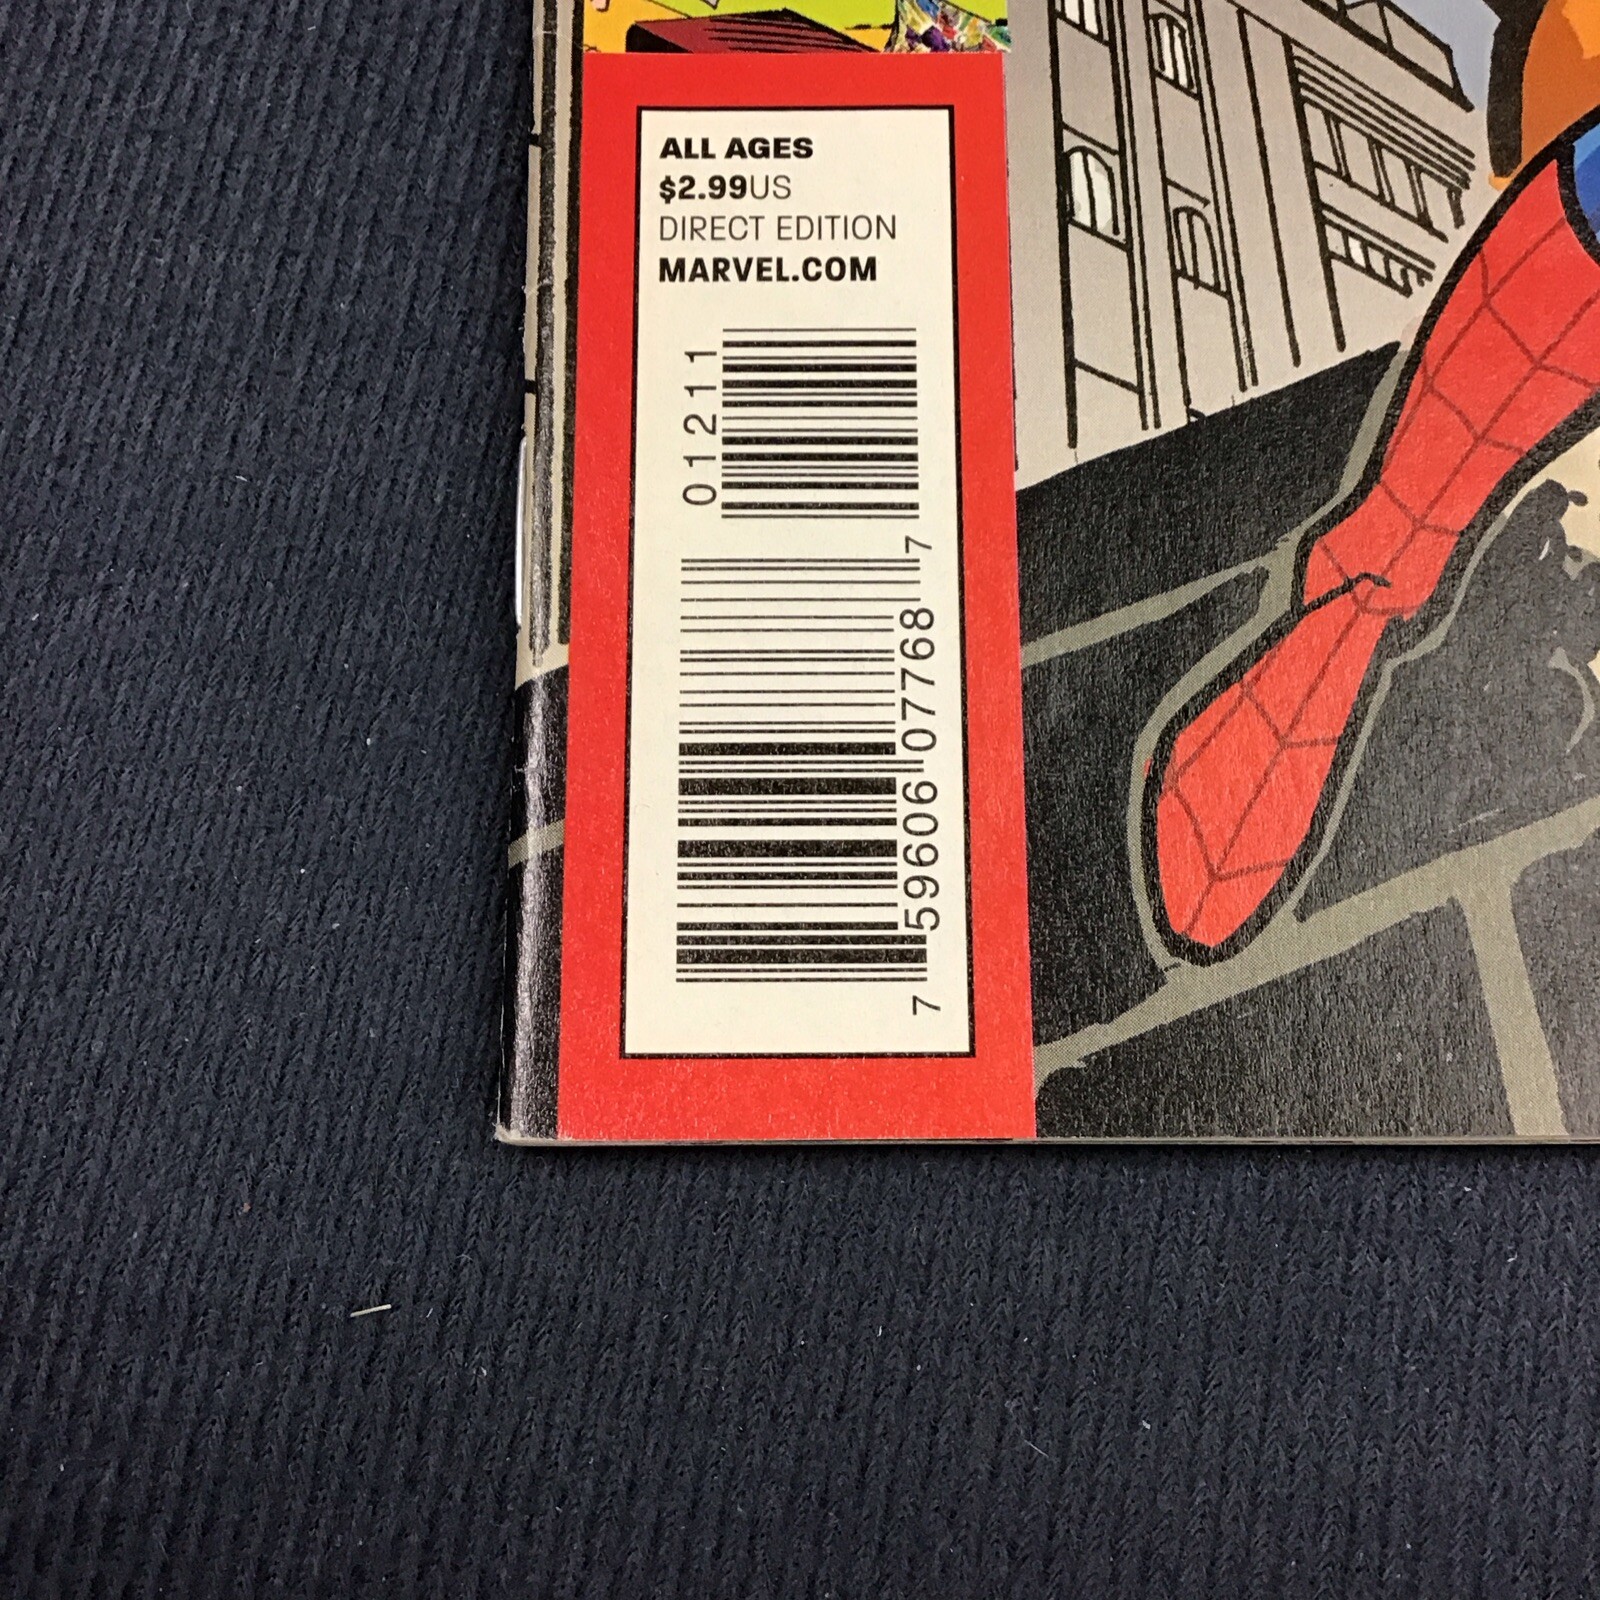 ALL AGES
$2.99US
DIRECT EDITION
MARVEL.COM
01211
7 59606 07768 7